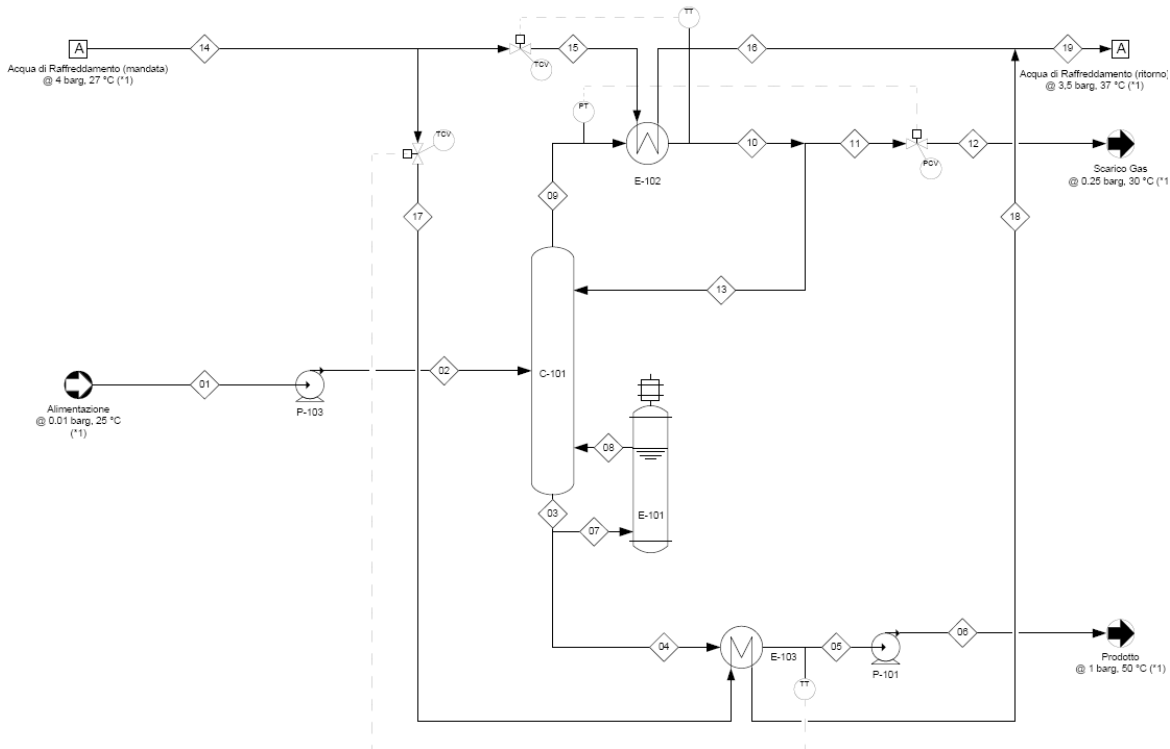 TT
A
14
15
16
19
A
Acqua di Raffreddamento (mandata)
@ 4 barg, 27 °C (*1)
TCV
Acqua di Raffreddamento (ritorno)
@ 3,5 barg, 37 °C (*1)
PT
TCV
10
11
12
PCV
E-102
Scarico Gas
@ 0.25 barg, 30 °C (*1
09
17
18
13
C-101
02
01
P-103
Alimentazione
@ 0.01 barg, 25 °C
(*1)
08
E-101
03
07
04
E-103
05
06
P-101
Prodotto
@ 1 barg, 50 °C (*1)
TT